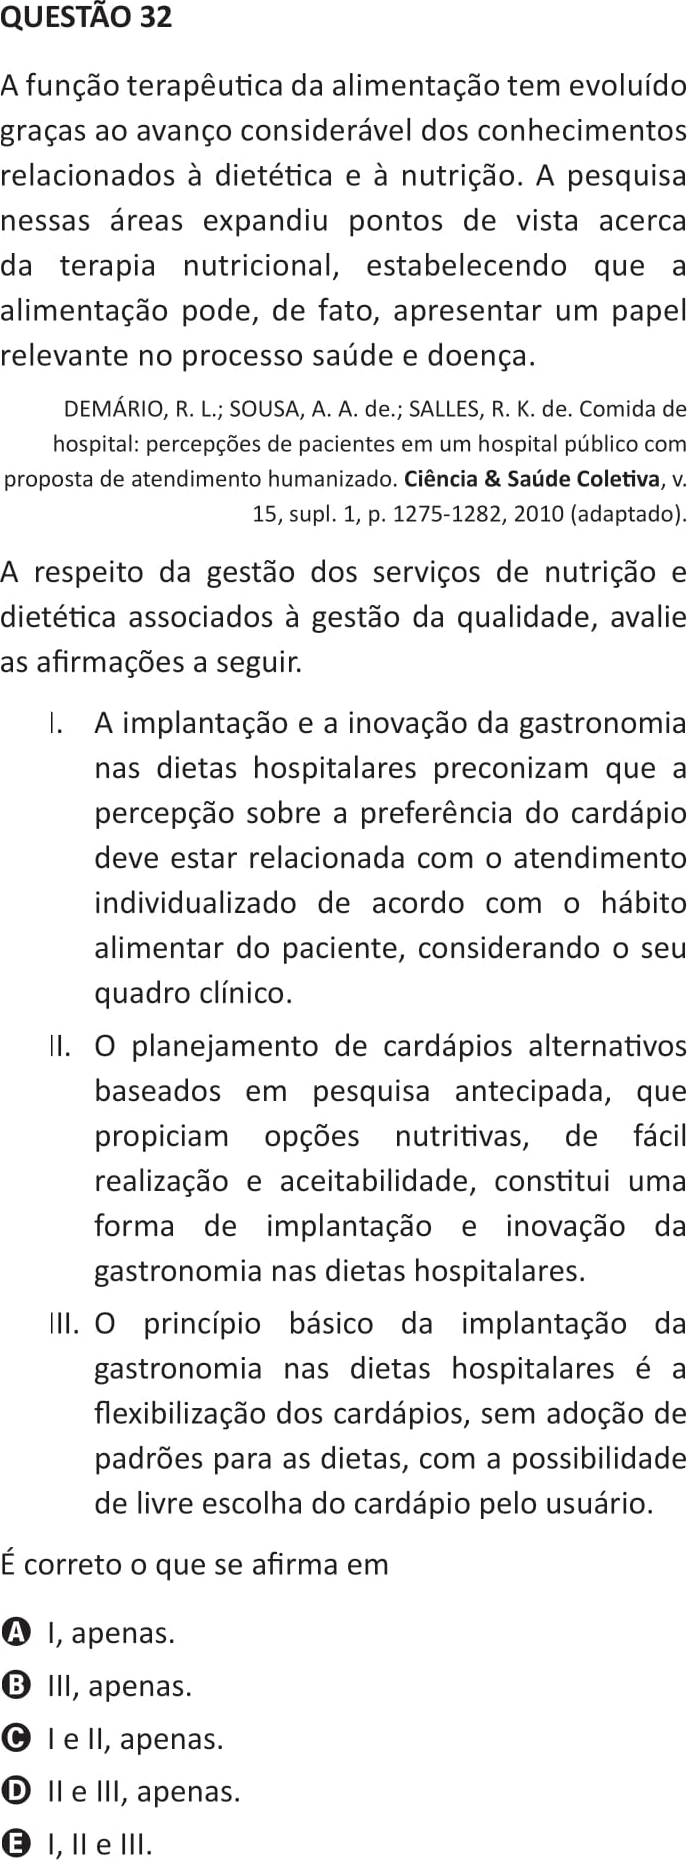 QUESTÃO 32
A função terapêutica da alimentação tem evoluído
graças ao avanço considerável dos conhecimentos
relacionados à dietética e à nutrição. A pesquisa
nessas áreas expandiu pontos de vista acerca
da terapia nutricional, estabelecendo que a
alimentação pode, de fato, apresentar um papel
relevante no processo saúde e doença.
DEMÁRIO, R. L.; SOUSA, A. A. de.; SALLES, R. K. de. Comida de
hospital: percepções de pacientes em um hospital público com
proposta de atendimento humanizado. Ciência & Saúde Coletiva, v.
15, supl. 1, p. 1275-1282, 2010 (adaptado).
A respeito da gestão dos serviços de nutrição e
dietética associados à gestão da qualidade, avalie
as afirmações a seguir.
I. A implantação e a inovação da gastronomia
nas dietas hospitalares preconizam que a
percepção sobre a preferência do cardápio
deve estar relacionada com o atendimento
individualizado de acordo com o hábito
alimentar do paciente, considerando o seu
quadro clínico.
II. O planejamento de cardápios alternativos
baseados em pesquisa antecipada, que
propiciam opções nutritivas, de fácil
realização e aceitabilidade, constitui uma
forma de implantação e inovação da
gastronomia nas dietas hospitalares.
III. O princípio básico da implantação da
gastronomia nas dietas hospitalares é a
flexibilização dos cardápios, sem adoção de
padrões para as dietas, com a possibilidade
de livre escolha do cardápio pelo usuário.
É correto o que se afirma em
A I, apenas.
B III, apenas.
C I e II, apenas.
D II e III, apenas.
E I, II e III.